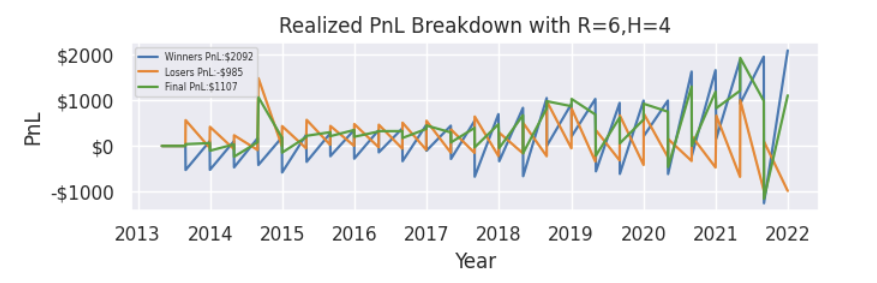 Realized PnL Breakdown with R=6,H=4
Winners PnL:$2092
Losers PnL:-$985
Final PnL:$1107
$2000
$1000
$0
-$1000
PnL
2013 2014 2015 2016 2017 2018 2019 2020 2021 2022
Year